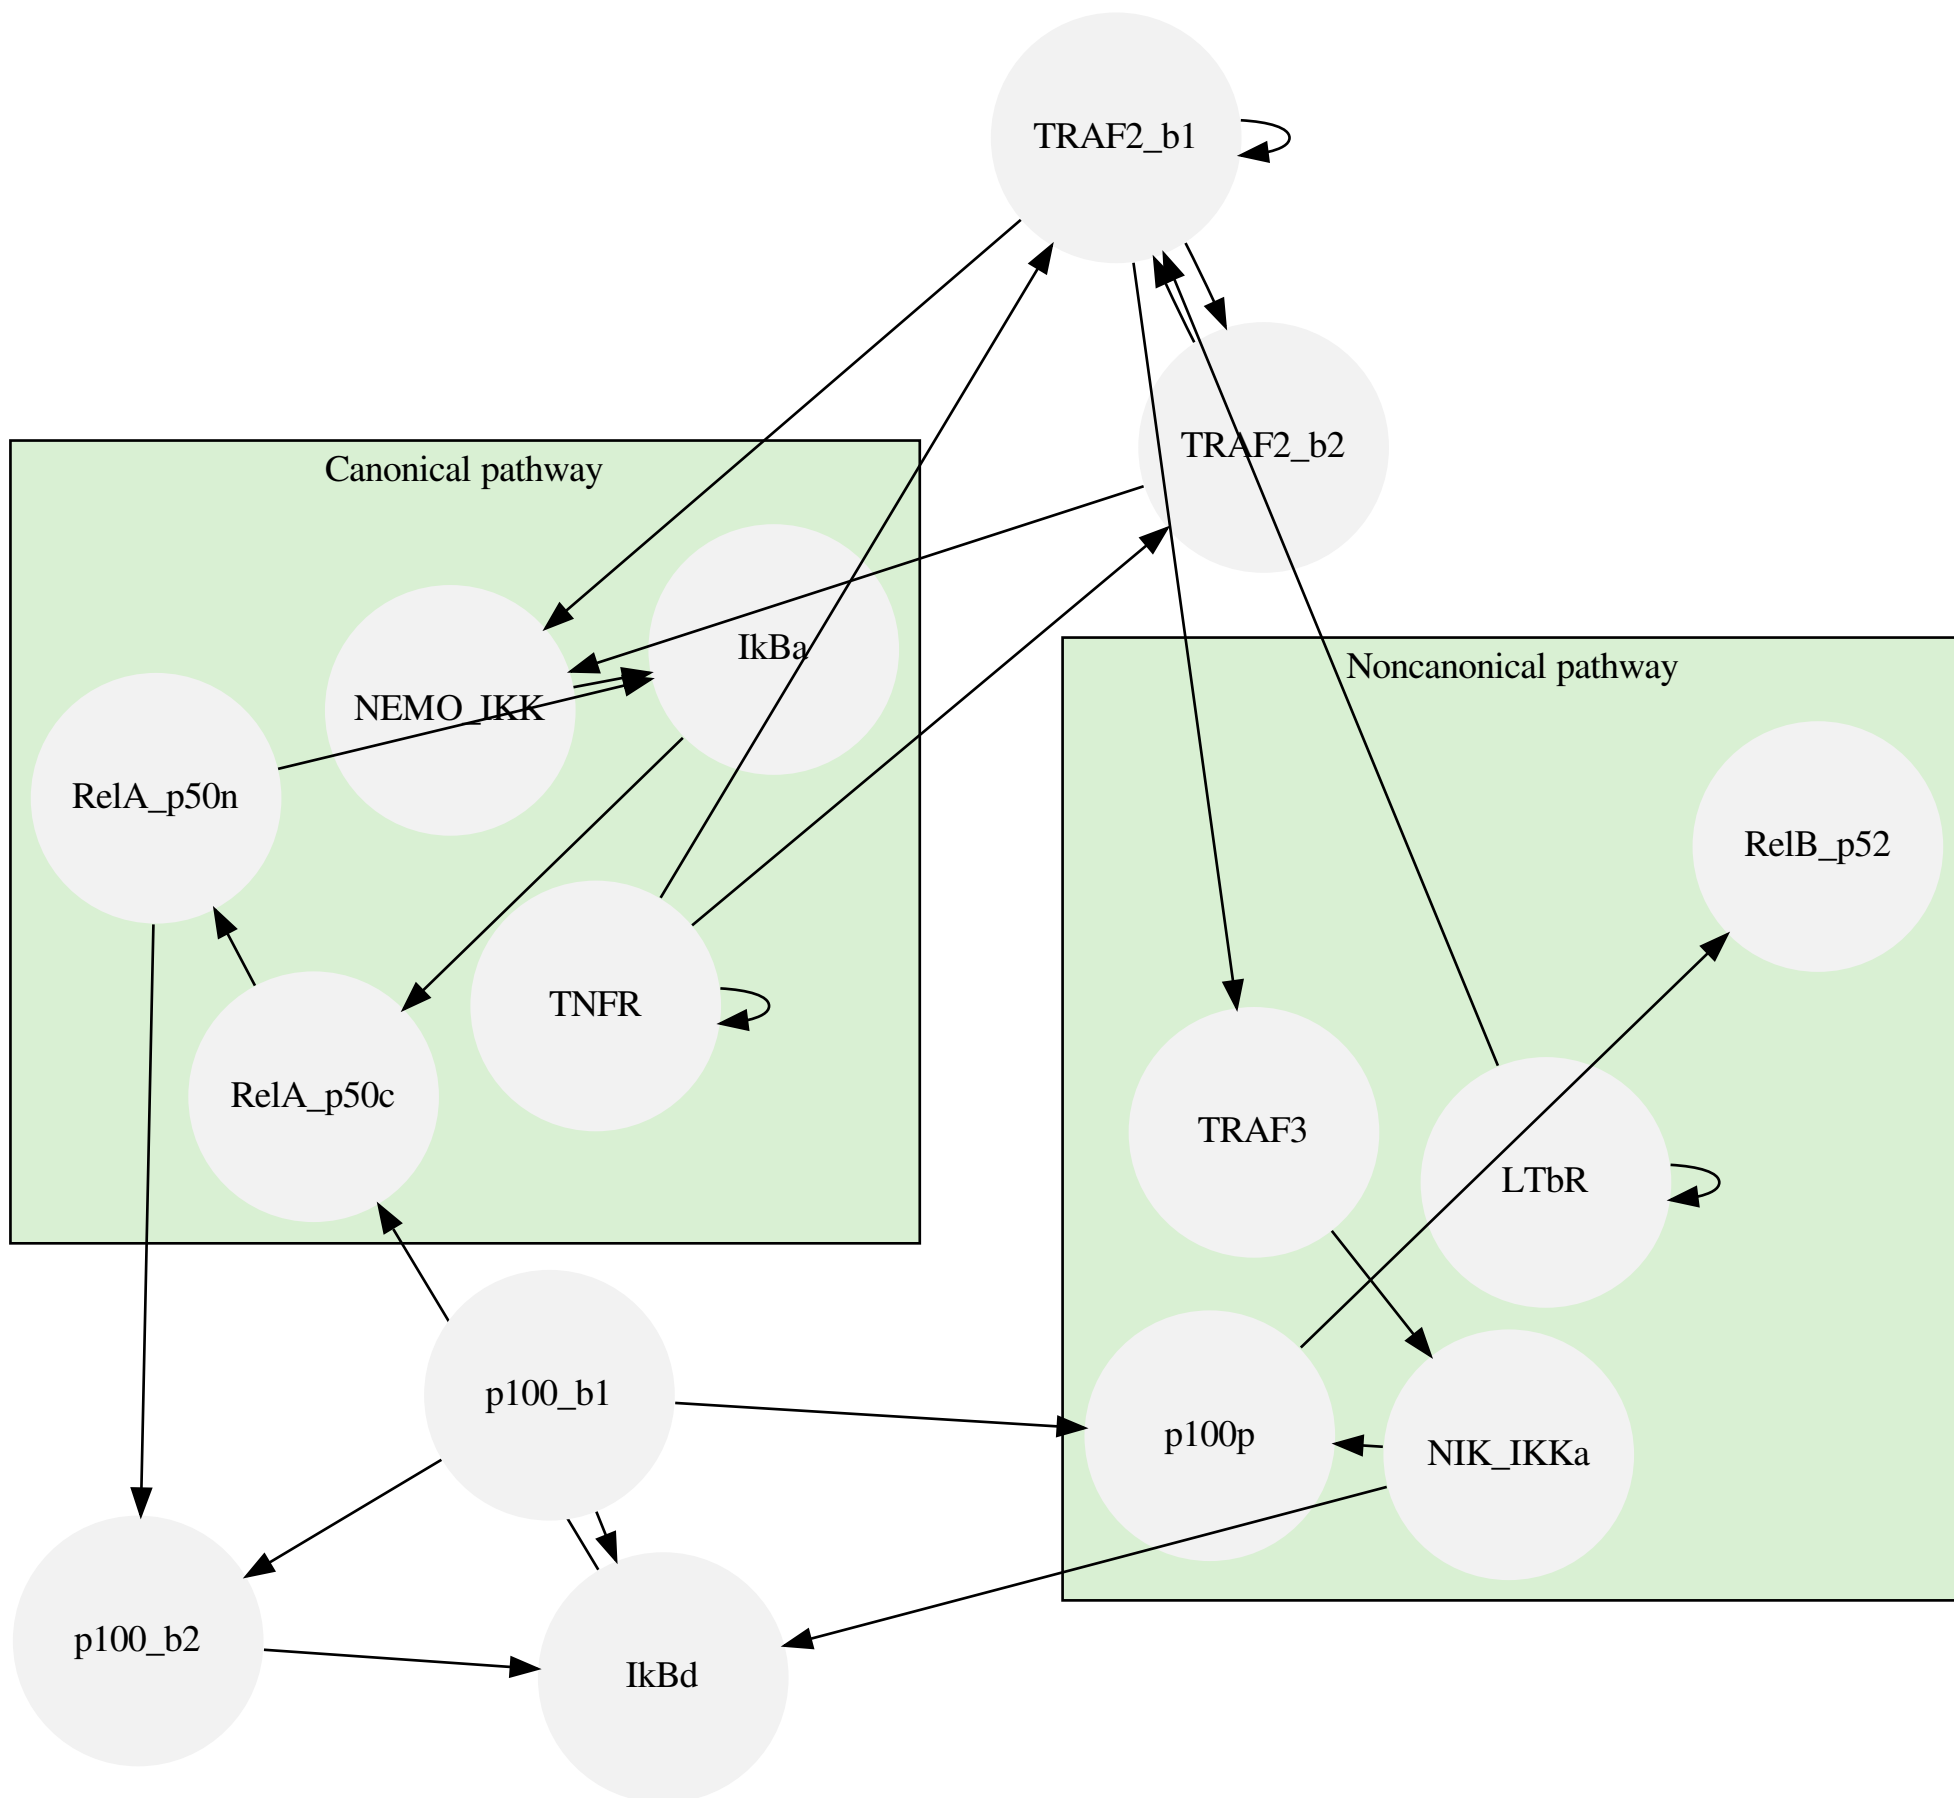 TRAF2_b1
TRAF2_b2
Canonical pathway
IkBa
NEMO_IKK
RelA_p50n
TNFR
RelA_p50c
Noncanonical pathway
RelB_p52
TRAF3
LTbR
p100p
NIK_IKKa
p100_b1
p100_b2
IkBd